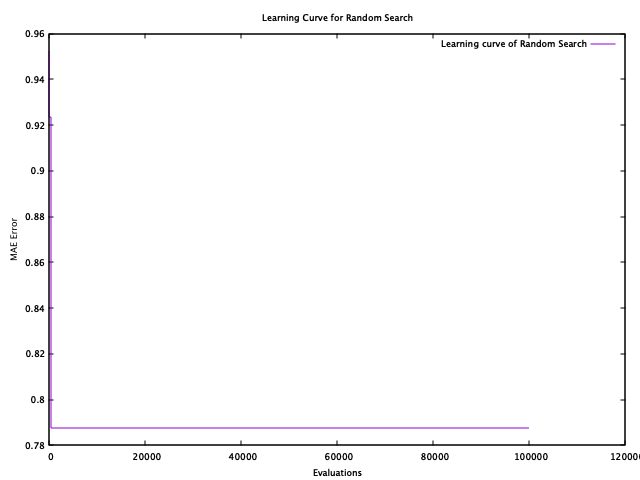 Learning Curve for Random Search
Learning curve of Random Search
0.96
0.94
0.92
0.9
0.88
0.86
0.84
0.82
0.8
0.78
MAE Error
0 20000 40000 60000 80000 100000 120000
Evaluations